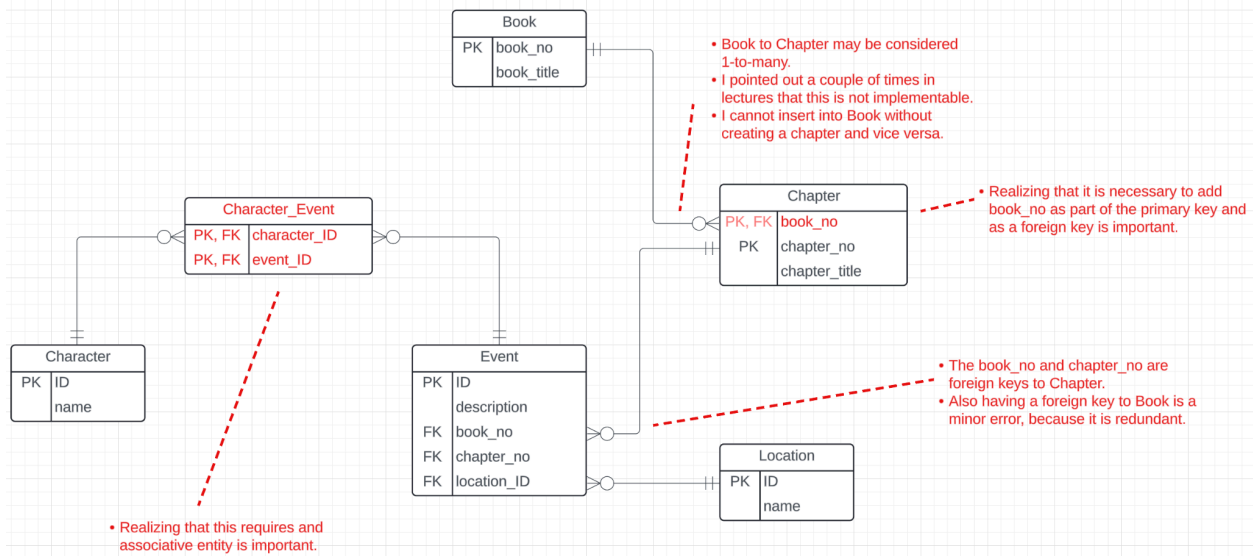 Book
PK book_no
book_title
• Book to Chapter may be considered
1-to-many.
• I pointed out a couple of times in
lectures that this is not implementable.
• I cannot insert into Book without
creating a chapter and vice versa.
Chapter
PK, FK book_no
PK chapter_no
chapter_title
• Realizing that it is necessary to add
book_no as part of the primary key and
as a foreign key is important.
Character_Event
PK, FK character_ID
PK, FK event_ID
Character
PK ID
name
Event
PK ID
description
FK book_no
FK chapter_no
FK location_ID
• The book_no and chapter_no are
foreign keys to Chapter.
• Also having a foreign key to Book is a
minor error, because it is redundant.
Location
PK ID
name
• Realizing that this requires and
associative entity is important.